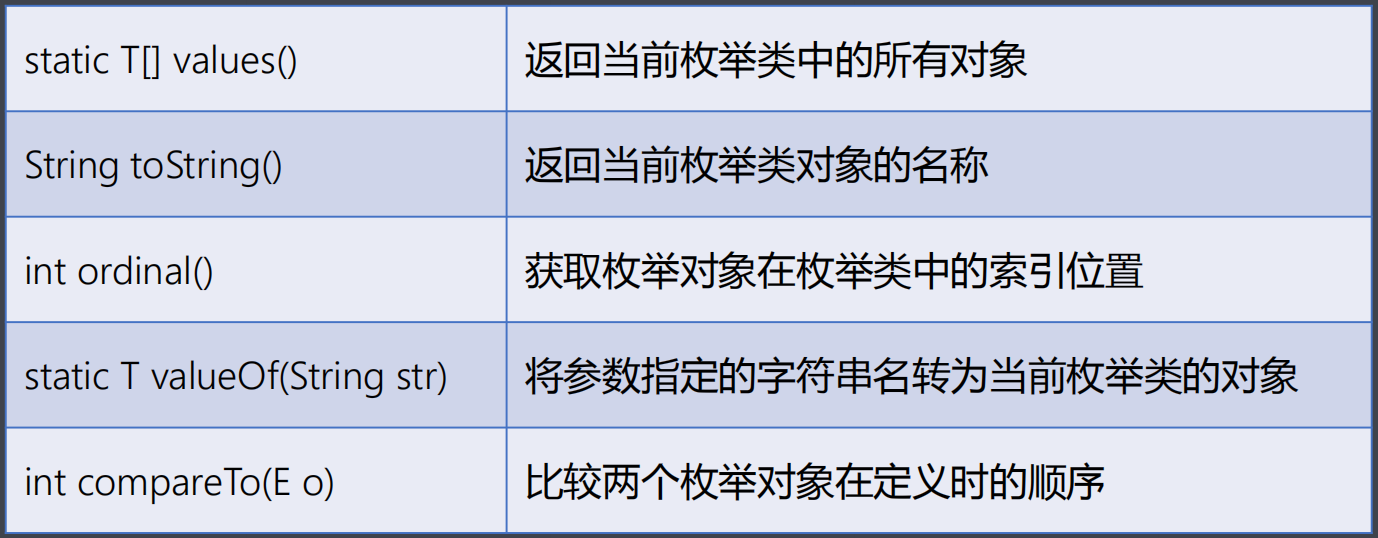 static T[] values()
返回当前枚举类中的所有对象
String toString()
返回当前枚举类对象的名称
int ordinal()
获取枚举对象在枚举类中的索引位置
static T valueOf(String str)
将参数指定的字符串名转为当前枚举类的对象
int compareTo(E o)
比较两个枚举对象在定义时的顺序